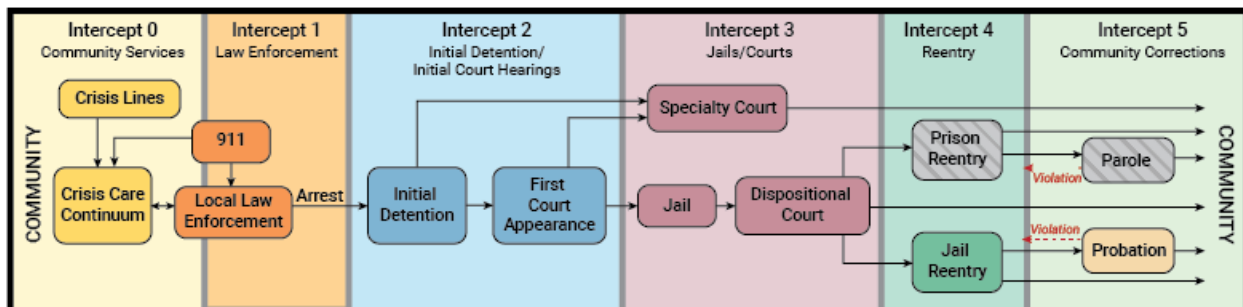 Intercept 0
Community Services
Intercept 1
Law Enforcement
Intercept 2
Initial Detention/
Initial Court Hearings
Intercept 3
Jails/Courts
Intercept 4
Reentry
Intercept 5
Community Corrections
COMMUNITY
Crisis Lines
911
Crisis Care
Continuum
Local Law
Enforcement
Arrest
Initial
Detention
First
Court
Appearance
Specialty Court
Jail
Dispositional
Court
Prison
Reentry
Violation
Parole
Jail
Reentry
Violation
Probation
COMMUNITY